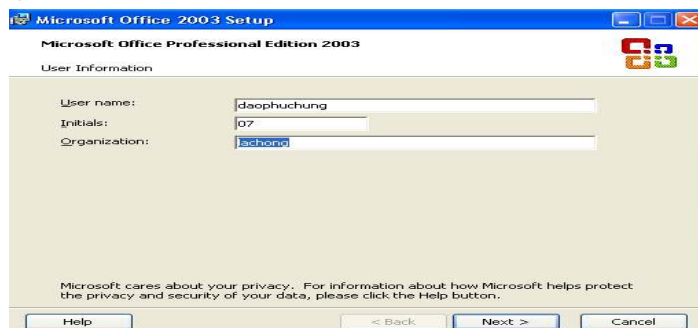 Microsoft Office 2003 Setup
Microsoft Office Professional Edition 2003
User Information
User name: daophuchung
Initials: 07
Organization: lachong
Microsoft cares about your privacy. For information about how Microsoft helps protect
the privacy and security of your data, please click the Help button.
Help < Back Next > Cancel